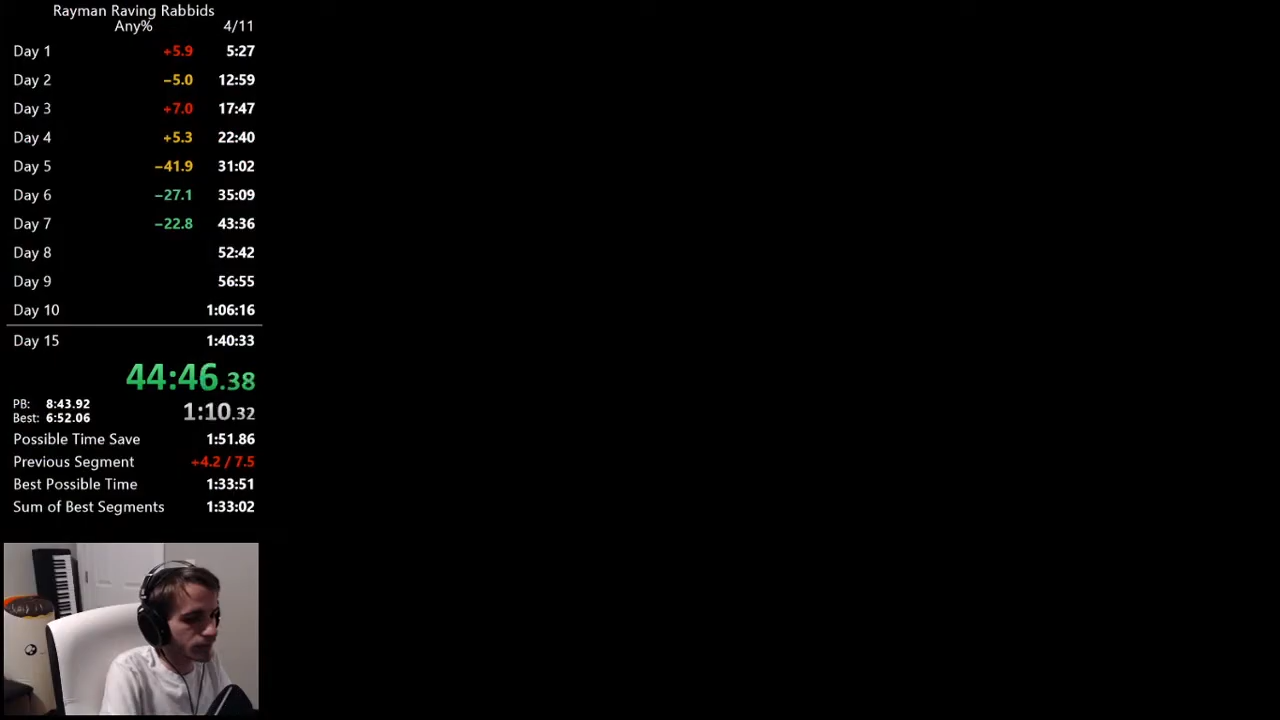 Rayman Raving Rabbids
Any% 4/11
Day 1 +5.9 5:27
Day 2 −5.0 12:59
Day 3 +7.0 17:47
Day 4 +5.3 22:40
Day 5 −41.9 31:02
Day 6 −27.1 35:09
Day 7 −22.8 43:36
Day 8 52:42
Day 9 56:55
Day 10 1:06:16
Day 15 1:40:33
44:46.38
PB: 8:43.92 1:10.32
Best: 6:52.06
Possible Time Save 1:51.86
Previous Segment +4.2 / 7.5
Best Possible Time 1:33:51
Sum of Best Segments 1:33:02